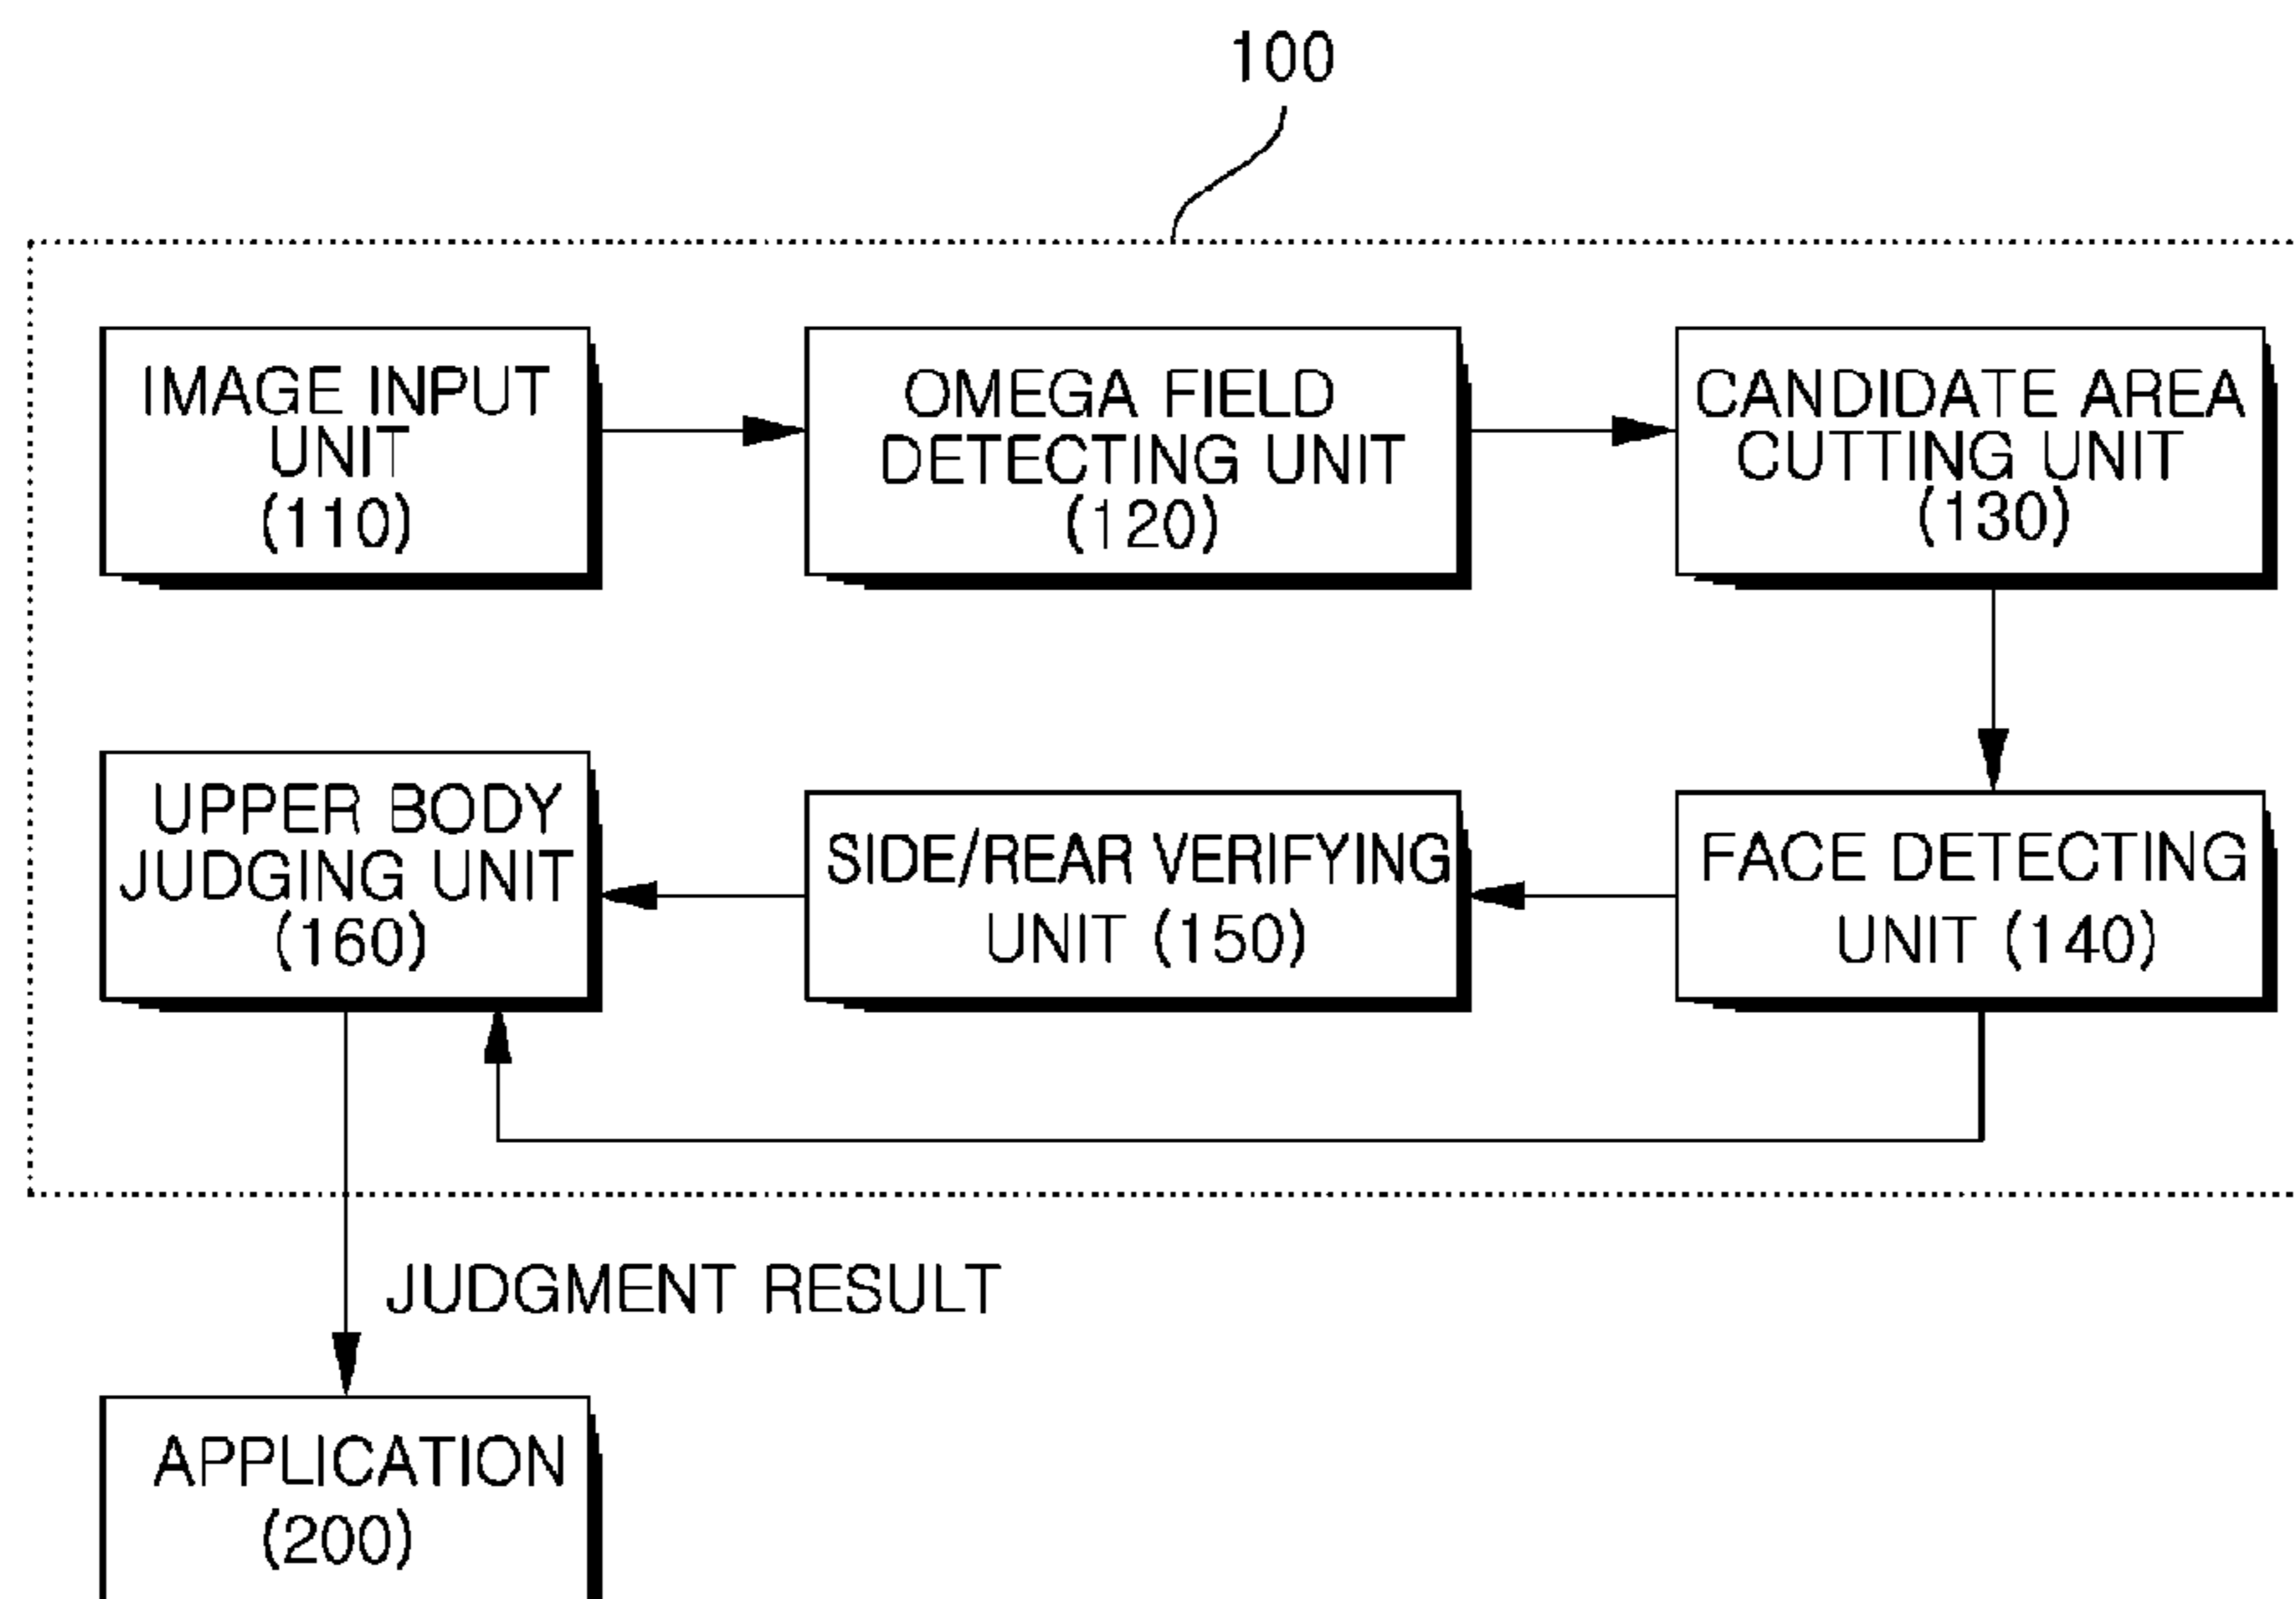 100
IMAGE INPUT
UNIT
(110)
OMEGA FIELD
DETECTING UNIT
(120)
CANDIDATE AREA
CUTTING UNIT
(130)
UPPER BODY
JUDGING UNIT
(160)
SIDE/REAR VERIFYING
UNIT (150)
FACE DETECTING
UNIT (140)
JUDGMENT RESULT
APPLICATION
(200)